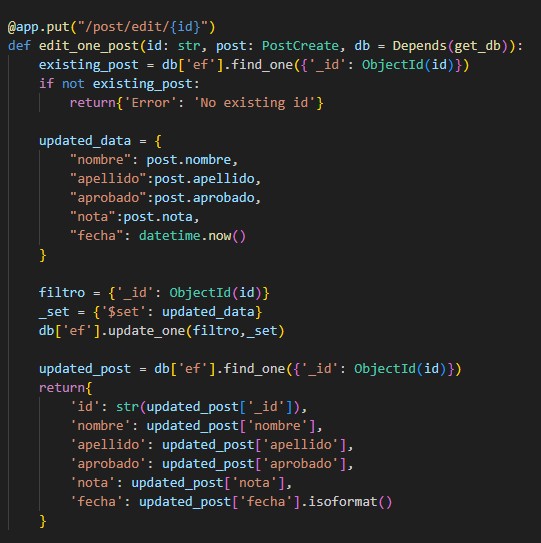 @app.put("/post/edit/{id}")
def edit_one_post(id: str, post: PostCreate, db = Depends(get_db)):
    existing_post = db['ef'].find_one({'_id': ObjectId(id)})
    if not existing_post:
        return{'Error': 'No existing id'}

    updated_data = {
        "nombre": post.nombre,
        "apellido":post.apellido,
        "aprobado":post.aprobado,
        "nota":post.nota,
        "fecha": datetime.now()
    }

    filtro = {'_id': ObjectId(id)}
    _set = {'$set': updated_data}
    db['ef'].update_one(filtro,_set)

    updated_post = db['ef'].find_one({'_id': ObjectId(id)})
    return{
        'id': str(updated_post['_id']),
        'nombre': updated_post['nombre'],
        'apellido': updated_post['apellido'],
        'aprobado': updated_post['aprobado'],
        'nota': updated_post['nota'],
        'fecha': updated_post['fecha'].isoformat()
    }